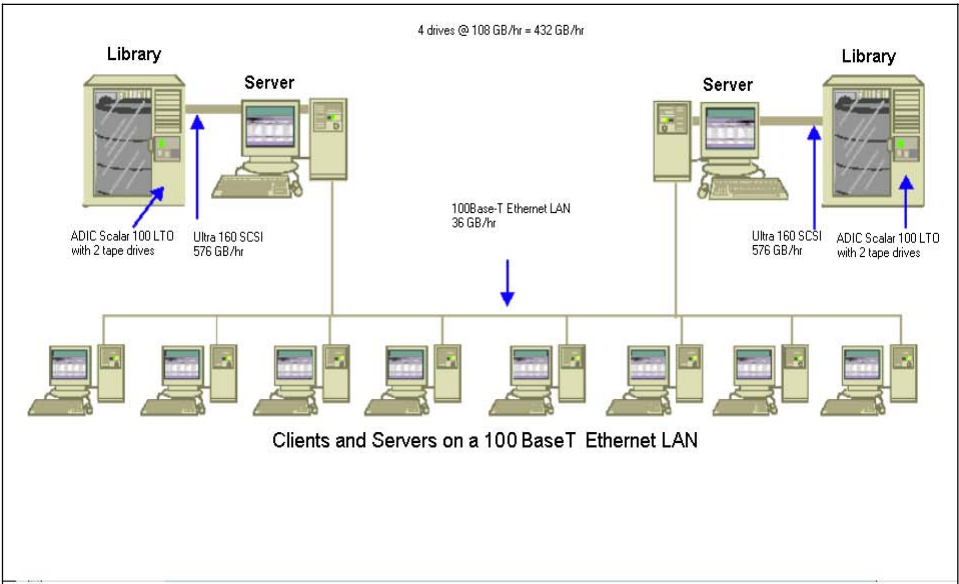 4 drives @ 108 GB/hr = 432 GB/hr
Library
Server
Server
Library
ADIC Scalar 100 LTO
with 2 tape drives
Ultra 160 SCSI
576 GB/hr
100Base-T Ethernet LAN
36 GB/hr
Ultra 160 SCSI
576 GB/hr
ADIC Scalar 100 LTO
with 2 tape drives
Clients and Servers on a 100 BaseT Ethernet LAN